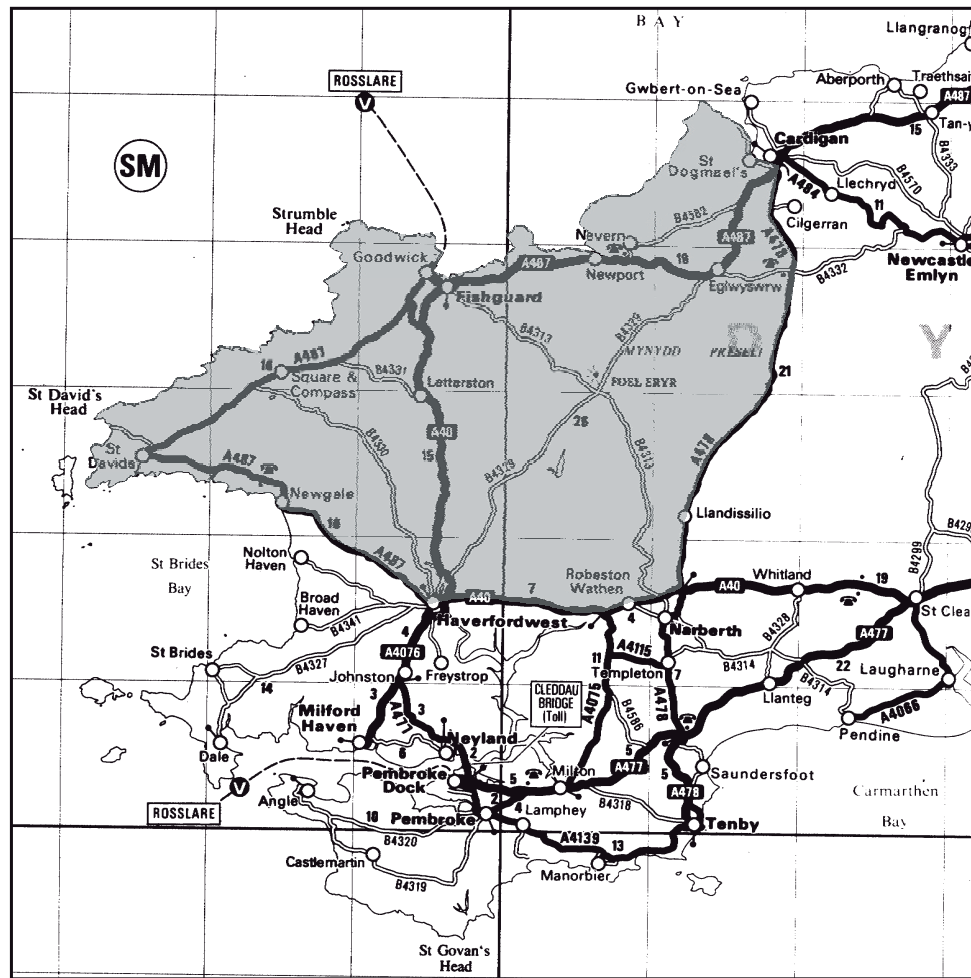 BAY
Llangranog
ROSSLARE
V
Aberporth
Traethsai
Gwbert-on-Sea
A487
15
Tan-y
Cardigan
SM
St
Dogmael's
B4333
B4570
A484
Llechryd
11
B4582
Cilgerran
Strumble
Head
Nevern
A487
A478
Newcastle
Emlyn
Goodwick
A487
19
Newport
Eglwyswrw
B4332
Fishguard
B4313
B4329
MYNYDD
PRESELI
D
Y
16
A487
Square &
Compass
B4331
Letterston
FOEL ERYR
21
St David's
Head
A40
15
B4330
26
B4329
B4313
A478
St
Davids
A487
Newgale
16
Llandissilio
A487
B4299
Nolton
Haven
St Brides
Bay
Robeston
Wathen
7
A40
Whitland
19
A40
Broad
Haven
B4341
Haverfordwest
4
Narberth
B4328
A477
St Clea
4
A4076
A4115
B4314
22
St Brides
B4327
Freystrop
11
Templeton
7
Laugharne
Johnston
14
CLEDDAU
BRIDGE
(Toll)
A4075
B4586
A478
Llanteg
B4314
A4066
3
3
A477
Milford
Haven
Neyland
Pendine
6
2
Dale
5
A477
Pembroke
Dock
5
Milton
5
Saundersfoot
V
Angle
A478
Carmarthen
Bay
ROSSLARE
10
Pembroke
2
4
Lamphey
B4318
Tenby
B4320
A4139
13
Castlemartin
B4319
Manorbier
St Govan's
Head